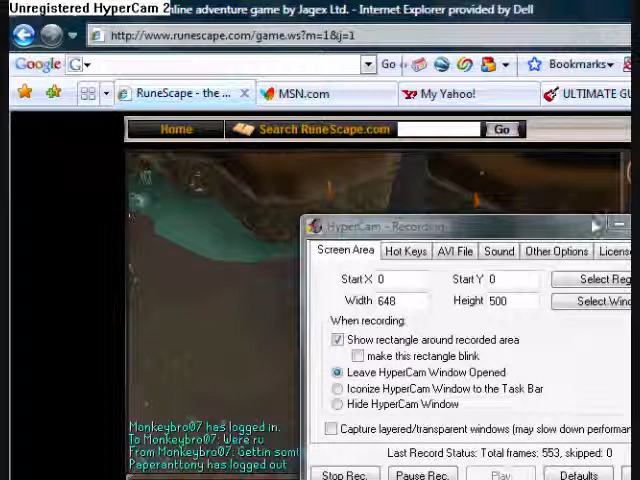 Unregistered HyperCam 2
nline adventure game by Jagex Ltd. - Internet Explorer provided by Dell
http://www.runescape.com/game.ws?m=1&j=1
Google G Go Bookmarks
RuneScape - the ... MSN.com My Yahoo! ULTIMATE GU
Home Search RuneScape.com Go
HyperCam - Recording
Screen Area Hot Keys AVI File Sound Other Options Licens
Start X 0 Start Y 0 Select Reg
Width 648 Height 500 Select Wind
When recording:
Show rectangle around recorded area
make this rectangle blink
Leave HyperCam Window Opened
Iconize HyperCam Window to the Task Bar
Hide HyperCam Window
Capture layered/transparent windows (may slow down performan
Monkeybro07 has logged in.
To Monkeybro07: Were ru
From Monkeybro07: Gettin somt
Paperanttony has logged out
Last Record Status: Total frames: 553, skipped: 0
Stop Rec. Pause Rec. Play Defaults